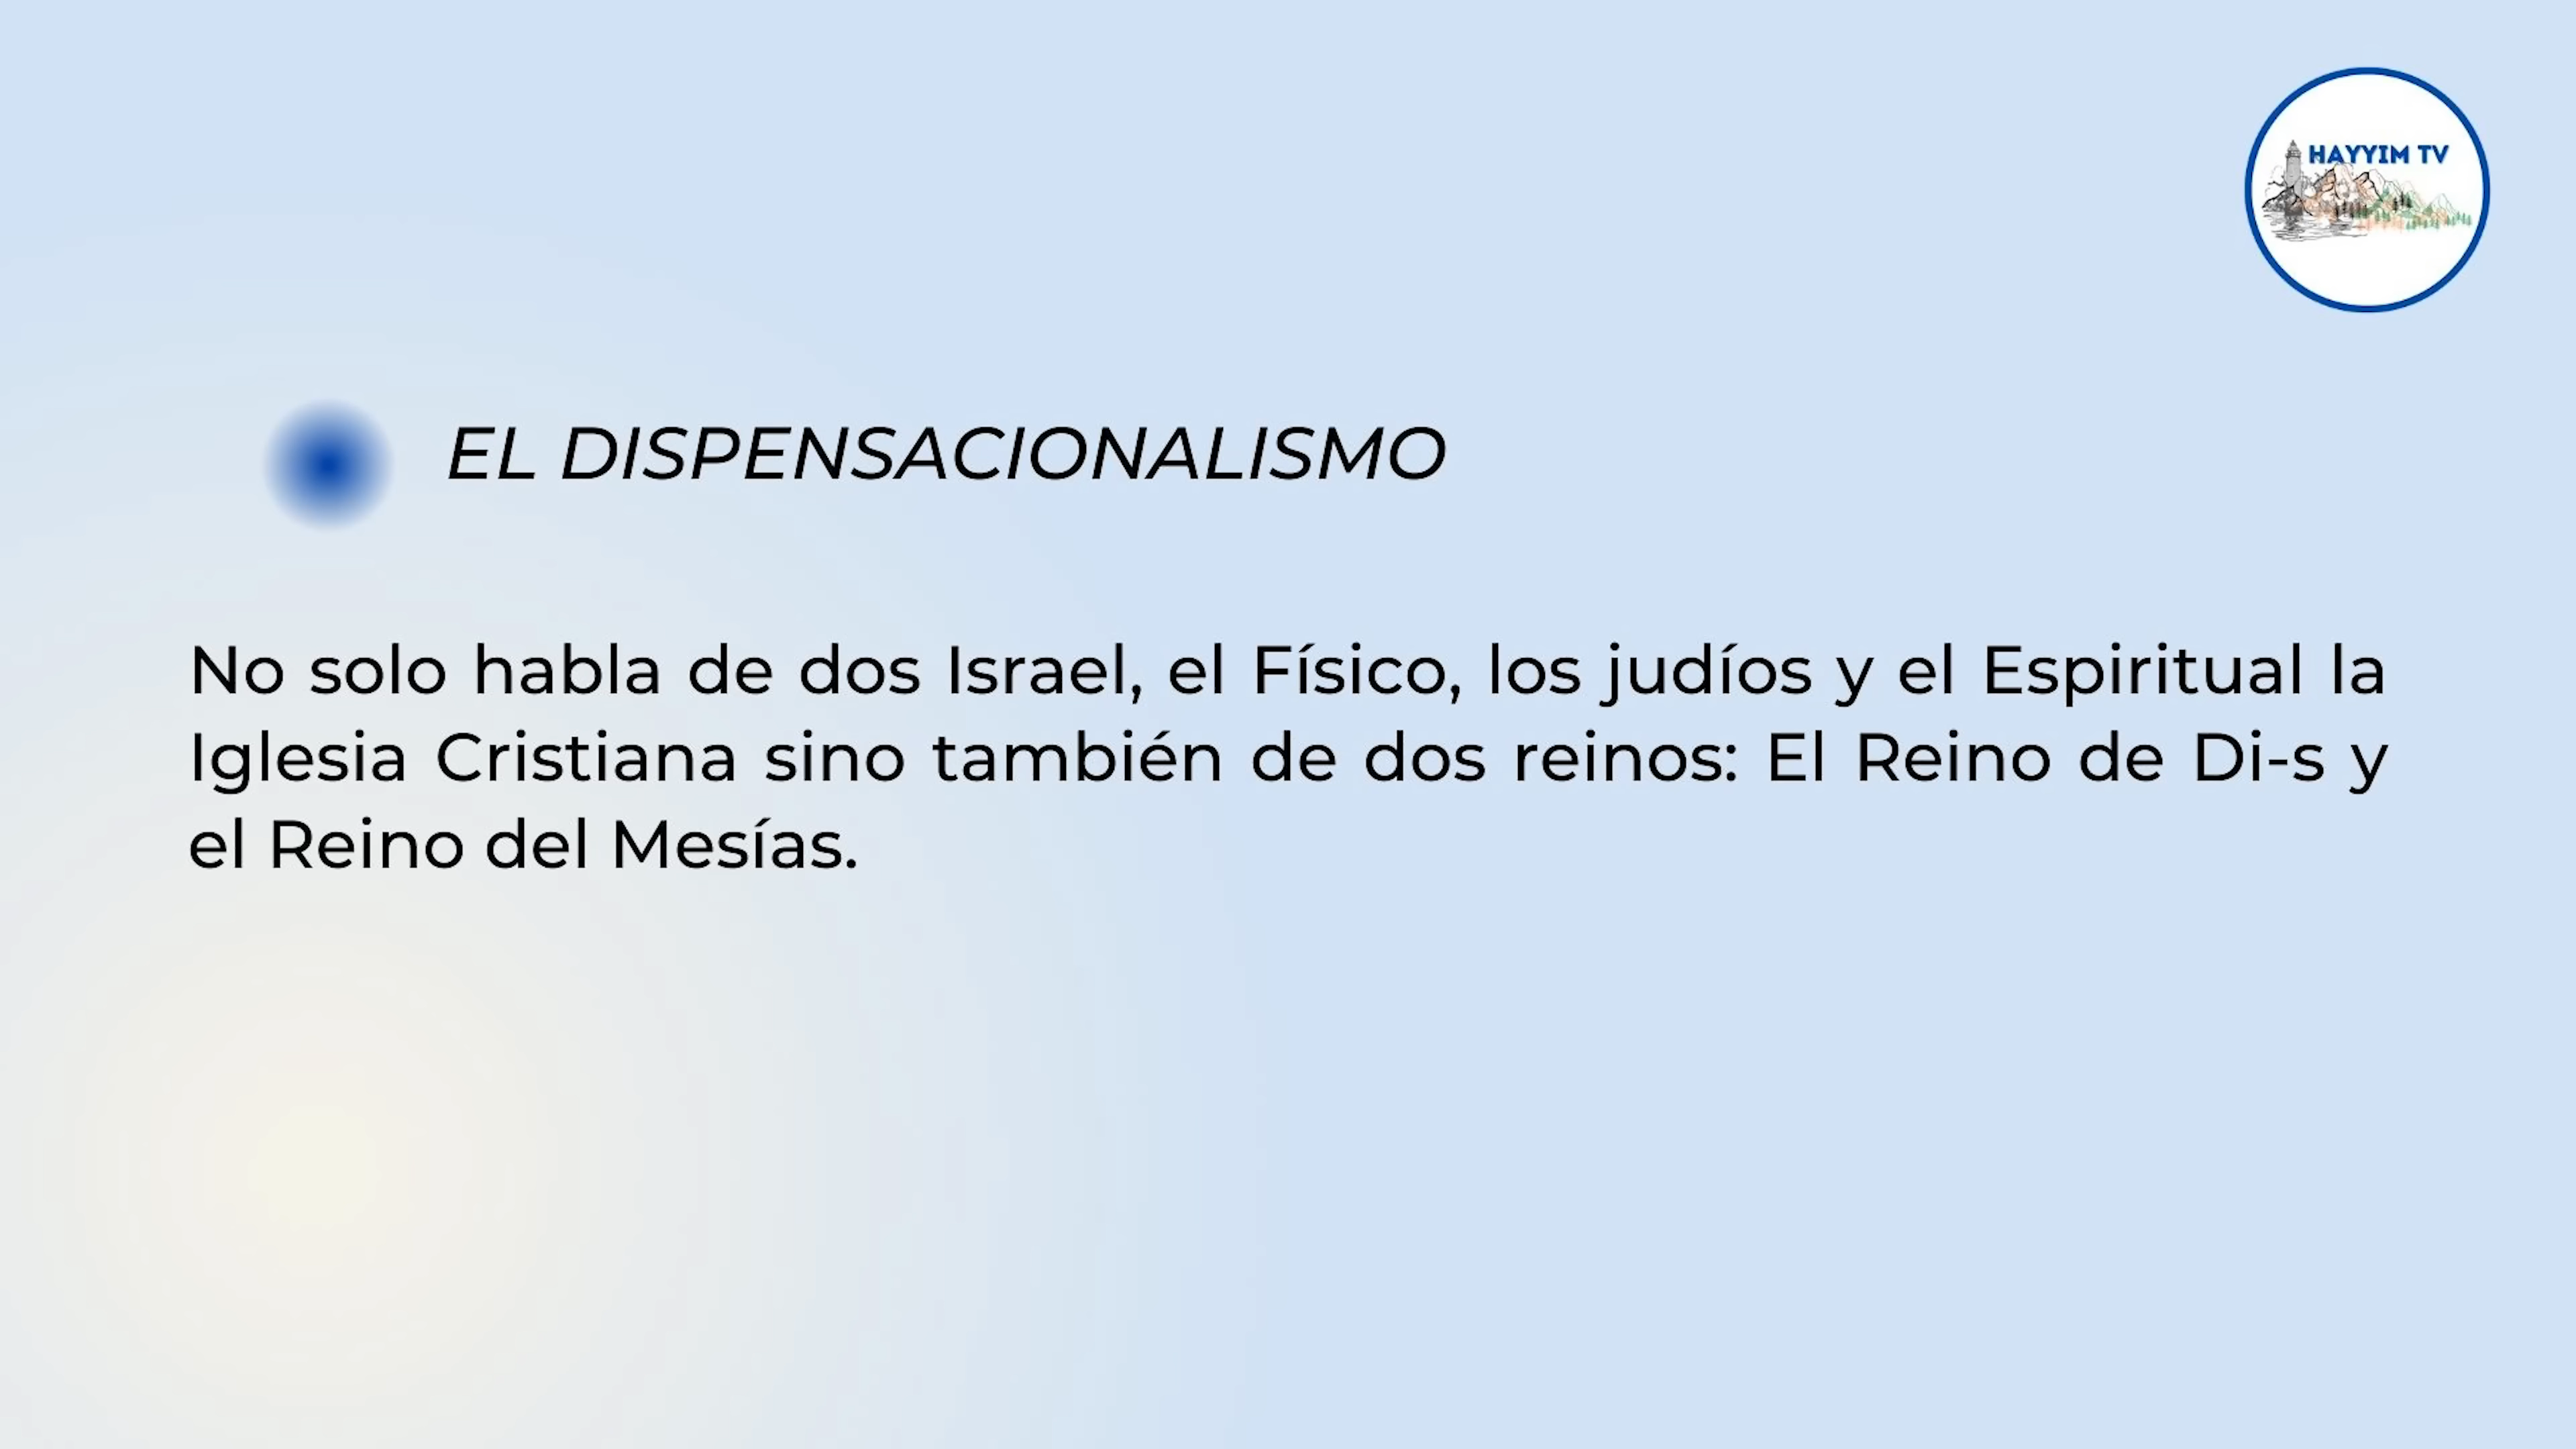 HAYYIM TV
EL DISPENSACIONALISMO
No solo habla de dos Israel, el Físico, los judíos y el Espiritual la
Iglesia Cristiana sino también de dos reinos: El Reino de Di-s y
el Reino del Mesías.